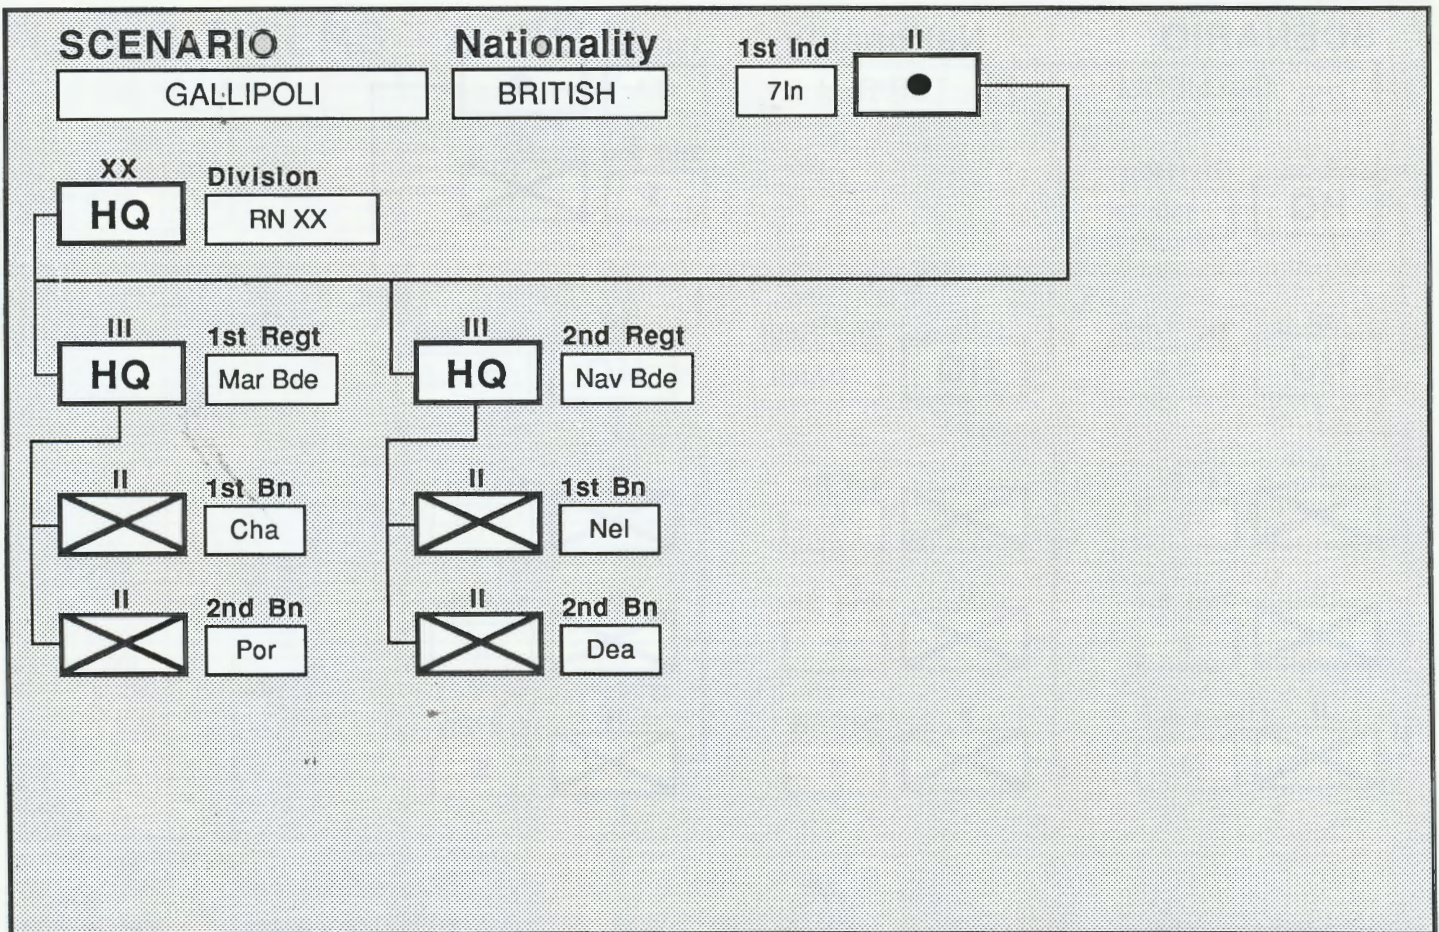 SCENARIO
GALLIPOLI
Nationality
BRITISH
1st Ind
7In
II
XX
HQ
Division
RN XX
III
HQ
1st Regt
Mar Bde
III
HQ
2nd Regt
Nav Bde
II
1st Bn
Cha
II
1st Bn
Nel
II
2nd Bn
Por
II
2nd Bn
Dea